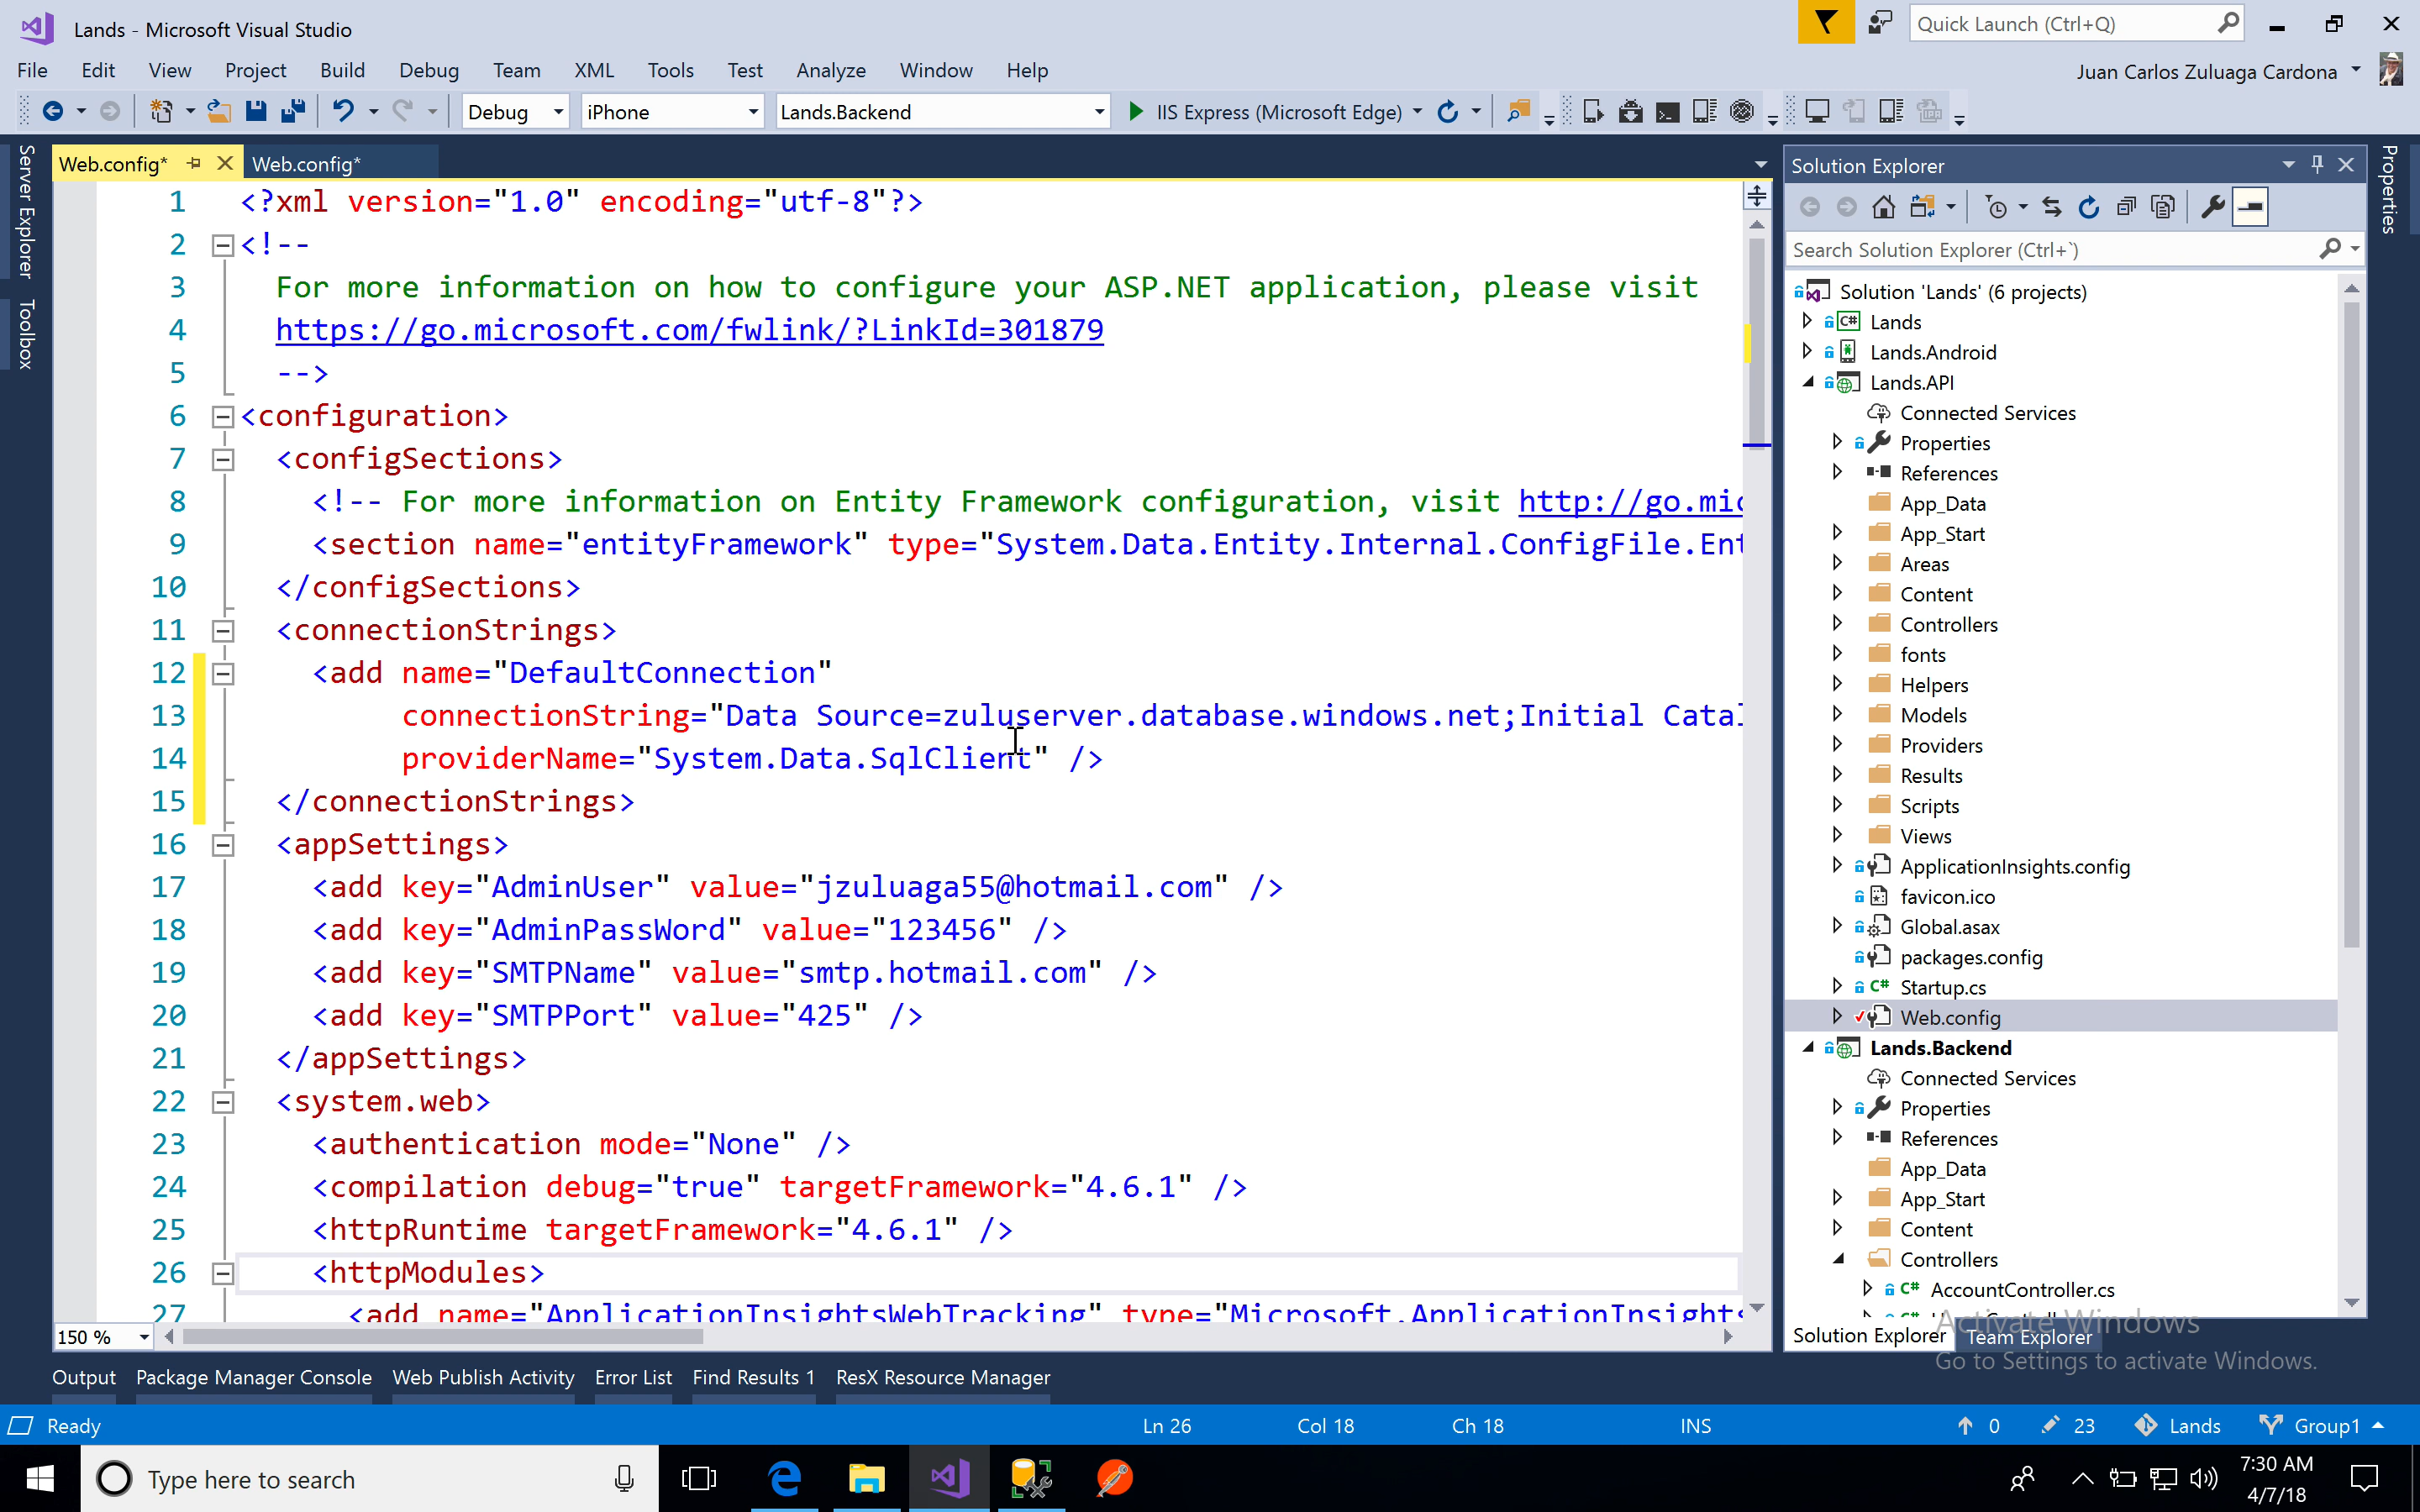 Lands - Microsoft Visual Studio
Quick Launch (Ctrl+Q)
File Edit View Project Build Debug Team XML Tools Test Analyze Window Help
Juan Carlos Zuluaga Cardona
Debug iPhone Lands.Backend IIS Express (Microsoft Edge)
Server Explorer
Toolbox
Web.config* Web.config*
1 <?xml version="1.0" encoding="utf-8"?>
2 <!--
3 For more information on how to configure your ASP.NET application, please visit
4 https://go.microsoft.com/fwlink/?LinkId=301879
5 -->
6 <configuration>
7 <configSections>
8 <!-- For more information on Entity Framework configuration, visit http://go.mic
9 <section name="entityFramework" type="System.Data.Entity.Internal.ConfigFile.Ent
10 </configSections>
11 <connectionStrings>
12 <add name="DefaultConnection"
13 connectionString="Data Source=zuluserver.database.windows.net;Initial Catal
14 providerName="System.Data.SqlClient" />
15 </connectionStrings>
16 <appSettings>
17 <add key="AdminUser" value="jzuluaga55@hotmail.com" />
18 <add key="AdminPassWord" value="123456" />
19 <add key="SMTPName" value="smtp.hotmail.com" />
20 <add key="SMTPPort" value="425" />
21 </appSettings>
22 <system.web>
23 <authentication mode="None" />
24 <compilation debug="true" targetFramework="4.6.1" />
25 <httpRuntime targetFramework="4.6.1" />
26 <httpModules>
27 <add name="ApplicationInsightsWebTracking" type="Microsoft.ApplicationInsights
150 %
Solution Explorer
Search Solution Explorer (Ctrl+`)
Solution 'Lands' (6 projects)
Lands
Lands.Android
Lands.API
Connected Services
Properties
References
App_Data
App_Start
Areas
Content
Controllers
fonts
Helpers
Models
Providers
Results
Scripts
Views
ApplicationInsights.config
favicon.ico
Global.asax
packages.config
Startup.cs
Web.config
Lands.Backend
Connected Services
Properties
References
App_Data
App_Start
Content
Controllers
AccountController.cs
Solution Explorer Team Explorer
Properties
Activate Windows
Go to Settings to activate Windows.
Output Package Manager Console Web Publish Activity Error List Find Results 1 ResX Resource Manager
Ready Ln 26 Col 18 Ch 18 INS 0 23 Lands Group1
Type here to search
7:30 AM
4/7/18